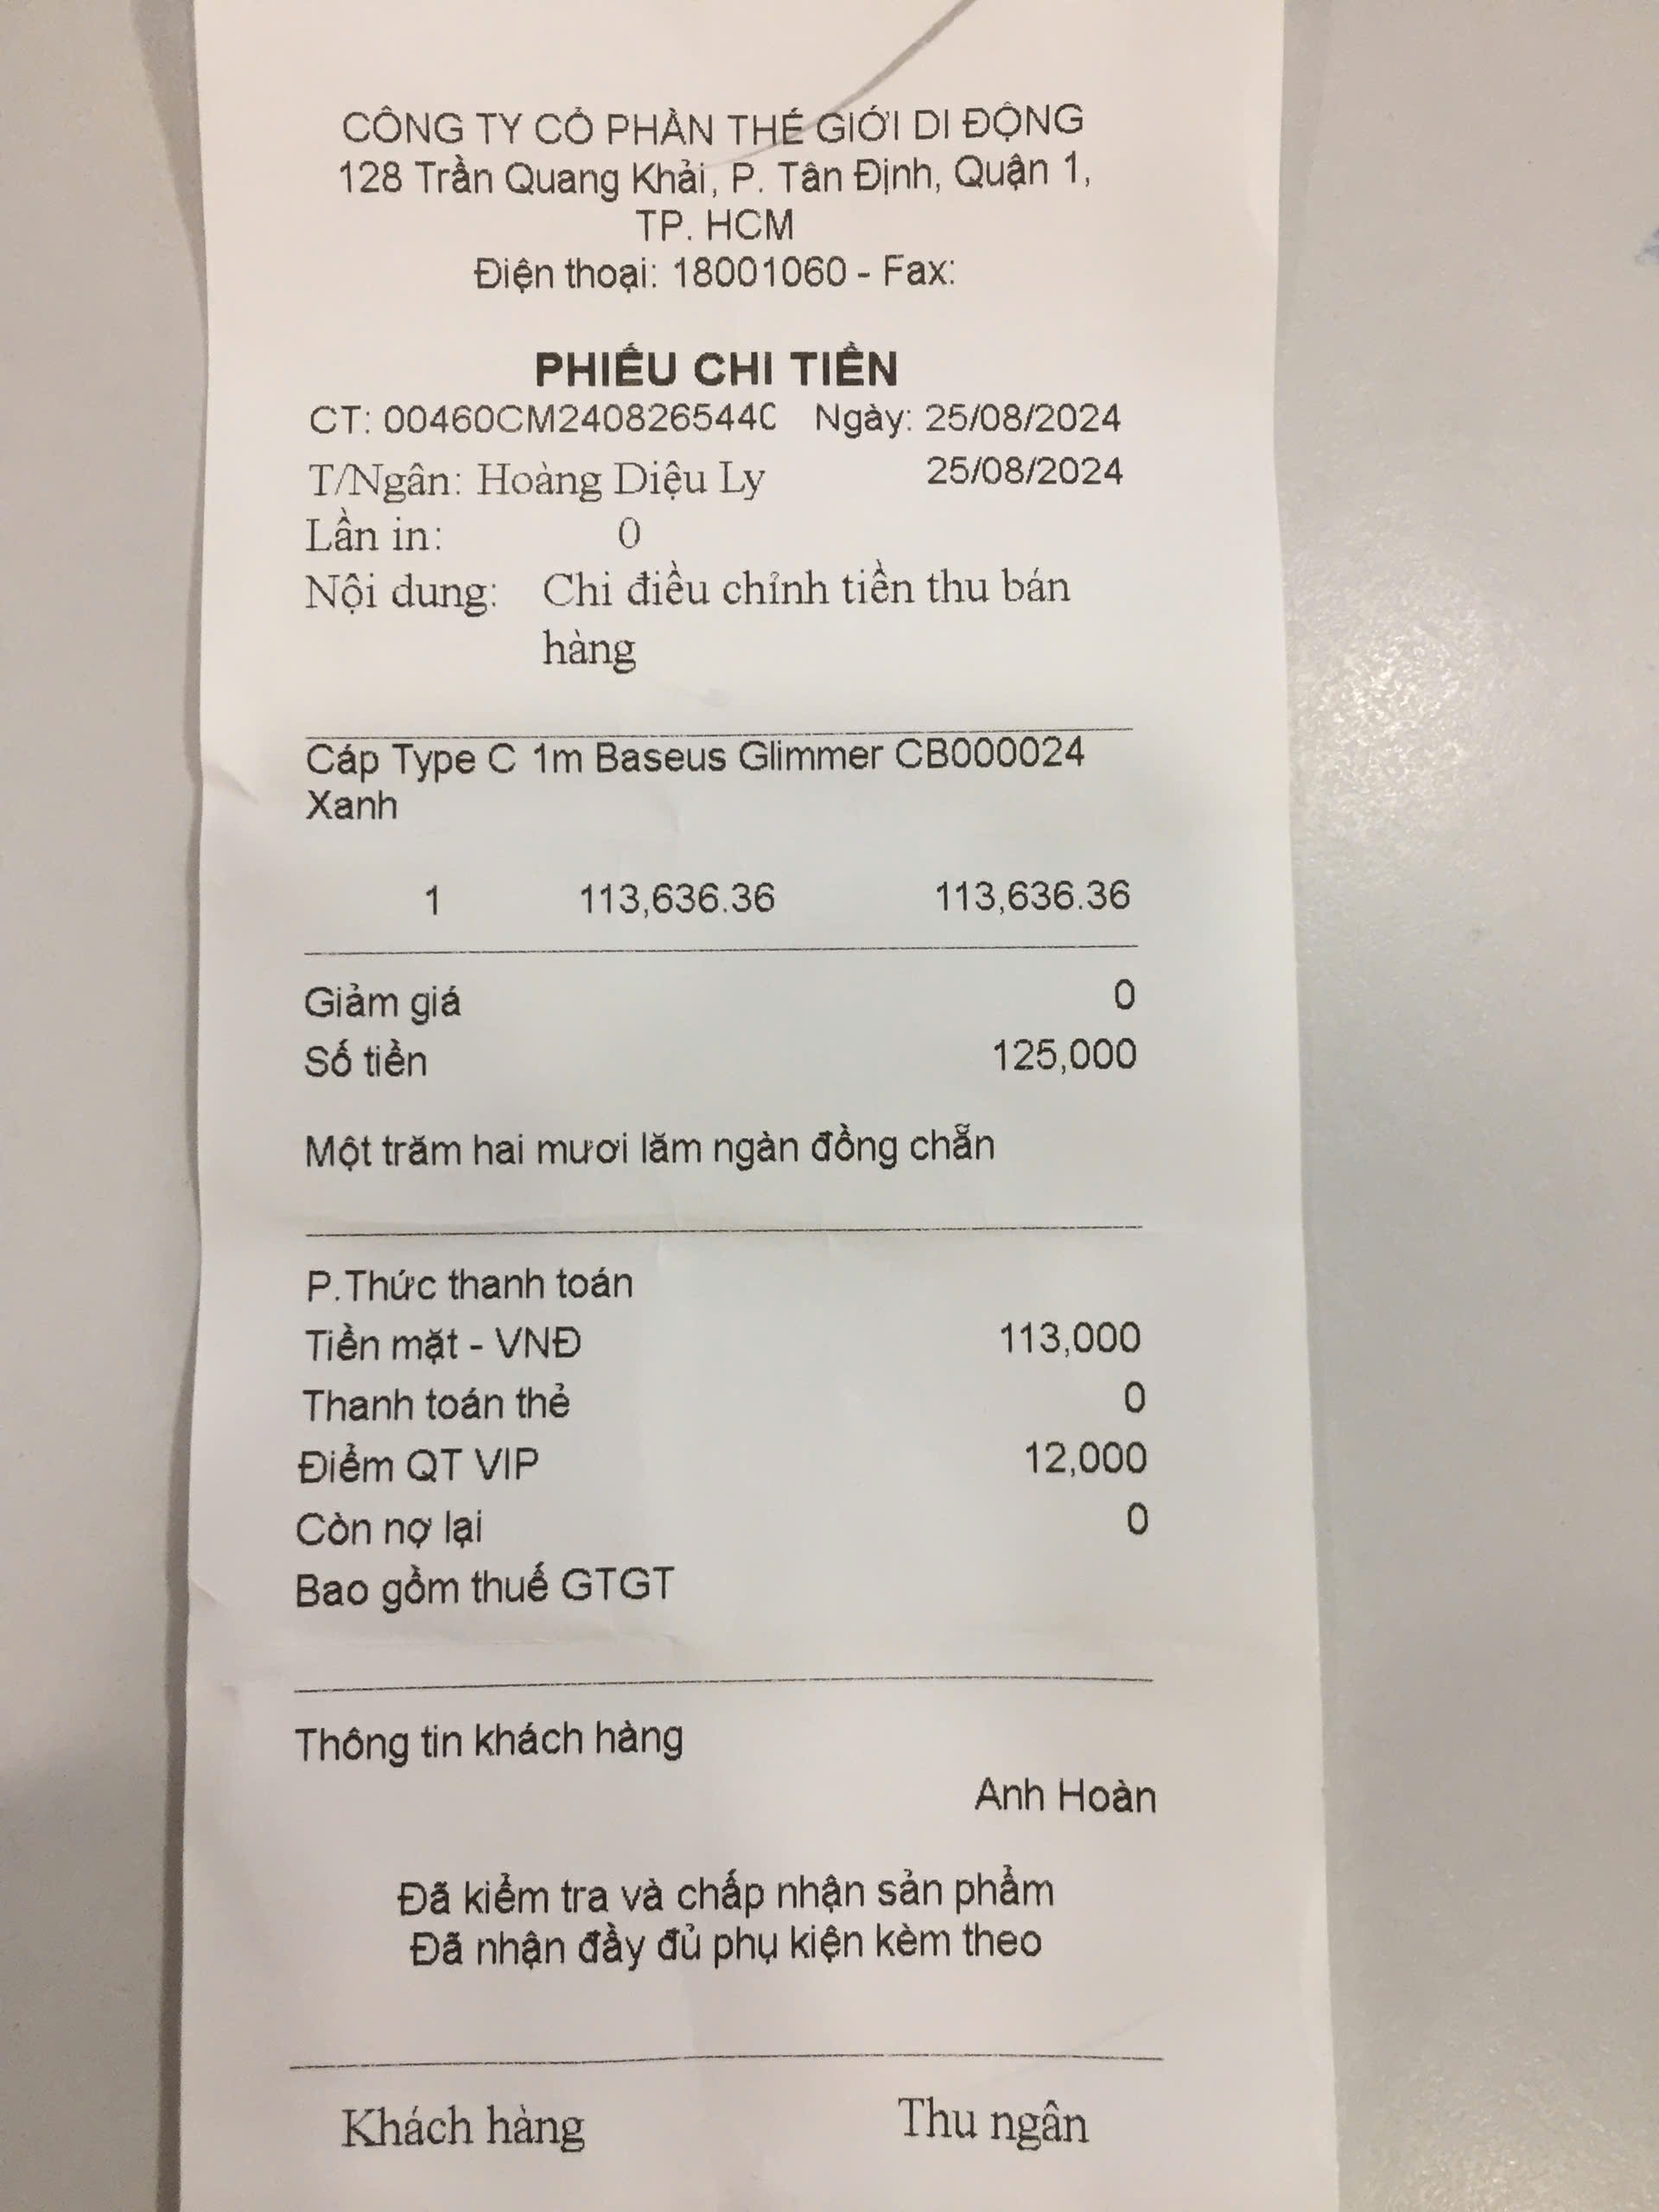 CÔNG TY CỔ PHẦN THẾ GIỚI DI ĐỘNG
128 Trần Quang Khải, P. Tân Định, Quận 1,
TP. HCM
Điện thoại: 18001060 - Fax:
PHIẾU CHI TIỀN
CT: 00460CM2408265440 Ngày: 25/08/2024
T/Ngân: Hoàng Diệu Ly 25/08/2024
Lần in: 0
Nội dung: Chi điều chỉnh tiền thu bán
hàng
Cáp Type C 1m Baseus Glimmer CB000024
Xanh
1 113,636.36 113,636.36
Giảm giá 0
Số tiền 125,000
Một trăm hai mươi lăm ngàn đồng chẵn
P.Thức thanh toán
Tiền mặt - VNĐ 113,000
Thanh toán thẻ 0
Điểm QT VIP 12,000
Còn nợ lại 0
Bao gồm thuế GTGT
Thông tin khách hàng
Anh Hoàn
Đã kiểm tra và chấp nhận sản phẩm
Đã nhận đầy đủ phụ kiện kèm theo
Khách hàng Thu ngân